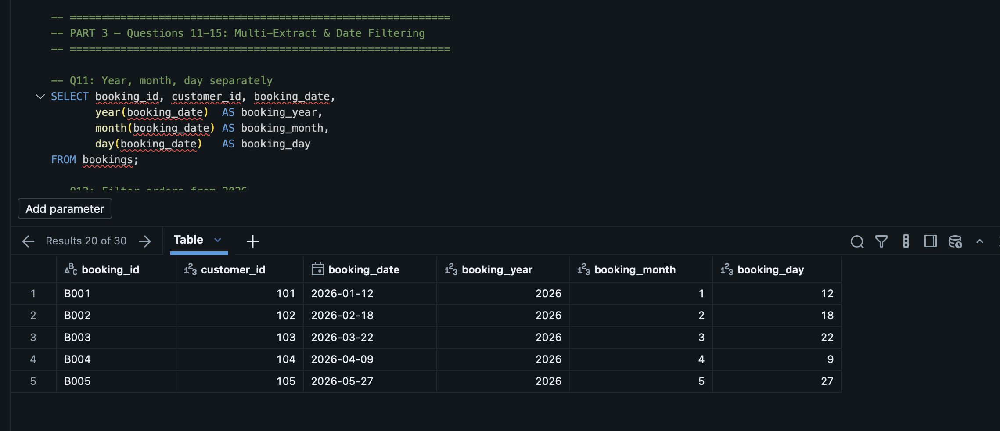 -- ============================================================
-- PART 3 — Questions 11-15: Multi-Extract & Date Filtering
-- ============================================================
-- Q11: Year, month, day separately
SELECT booking_id, customer_id, booking_date,
       year(booking_date)  AS booking_year,
       month(booking_date) AS booking_month,
       day(booking_date)   AS booking_day
FROM bookings;
Q12: Filter orders from 2026
Add parameter
Results 20 of 30
Table
booking_id customer_id booking_date booking_year booking_month booking_day
1 B001 101 2026-01-12 2026 1 12
2 B002 102 2026-02-18 2026 2 18
3 B003 103 2026-03-22 2026 3 22
4 B004 104 2026-04-09 2026 4 9
5 B005 105 2026-05-27 2026 5 27